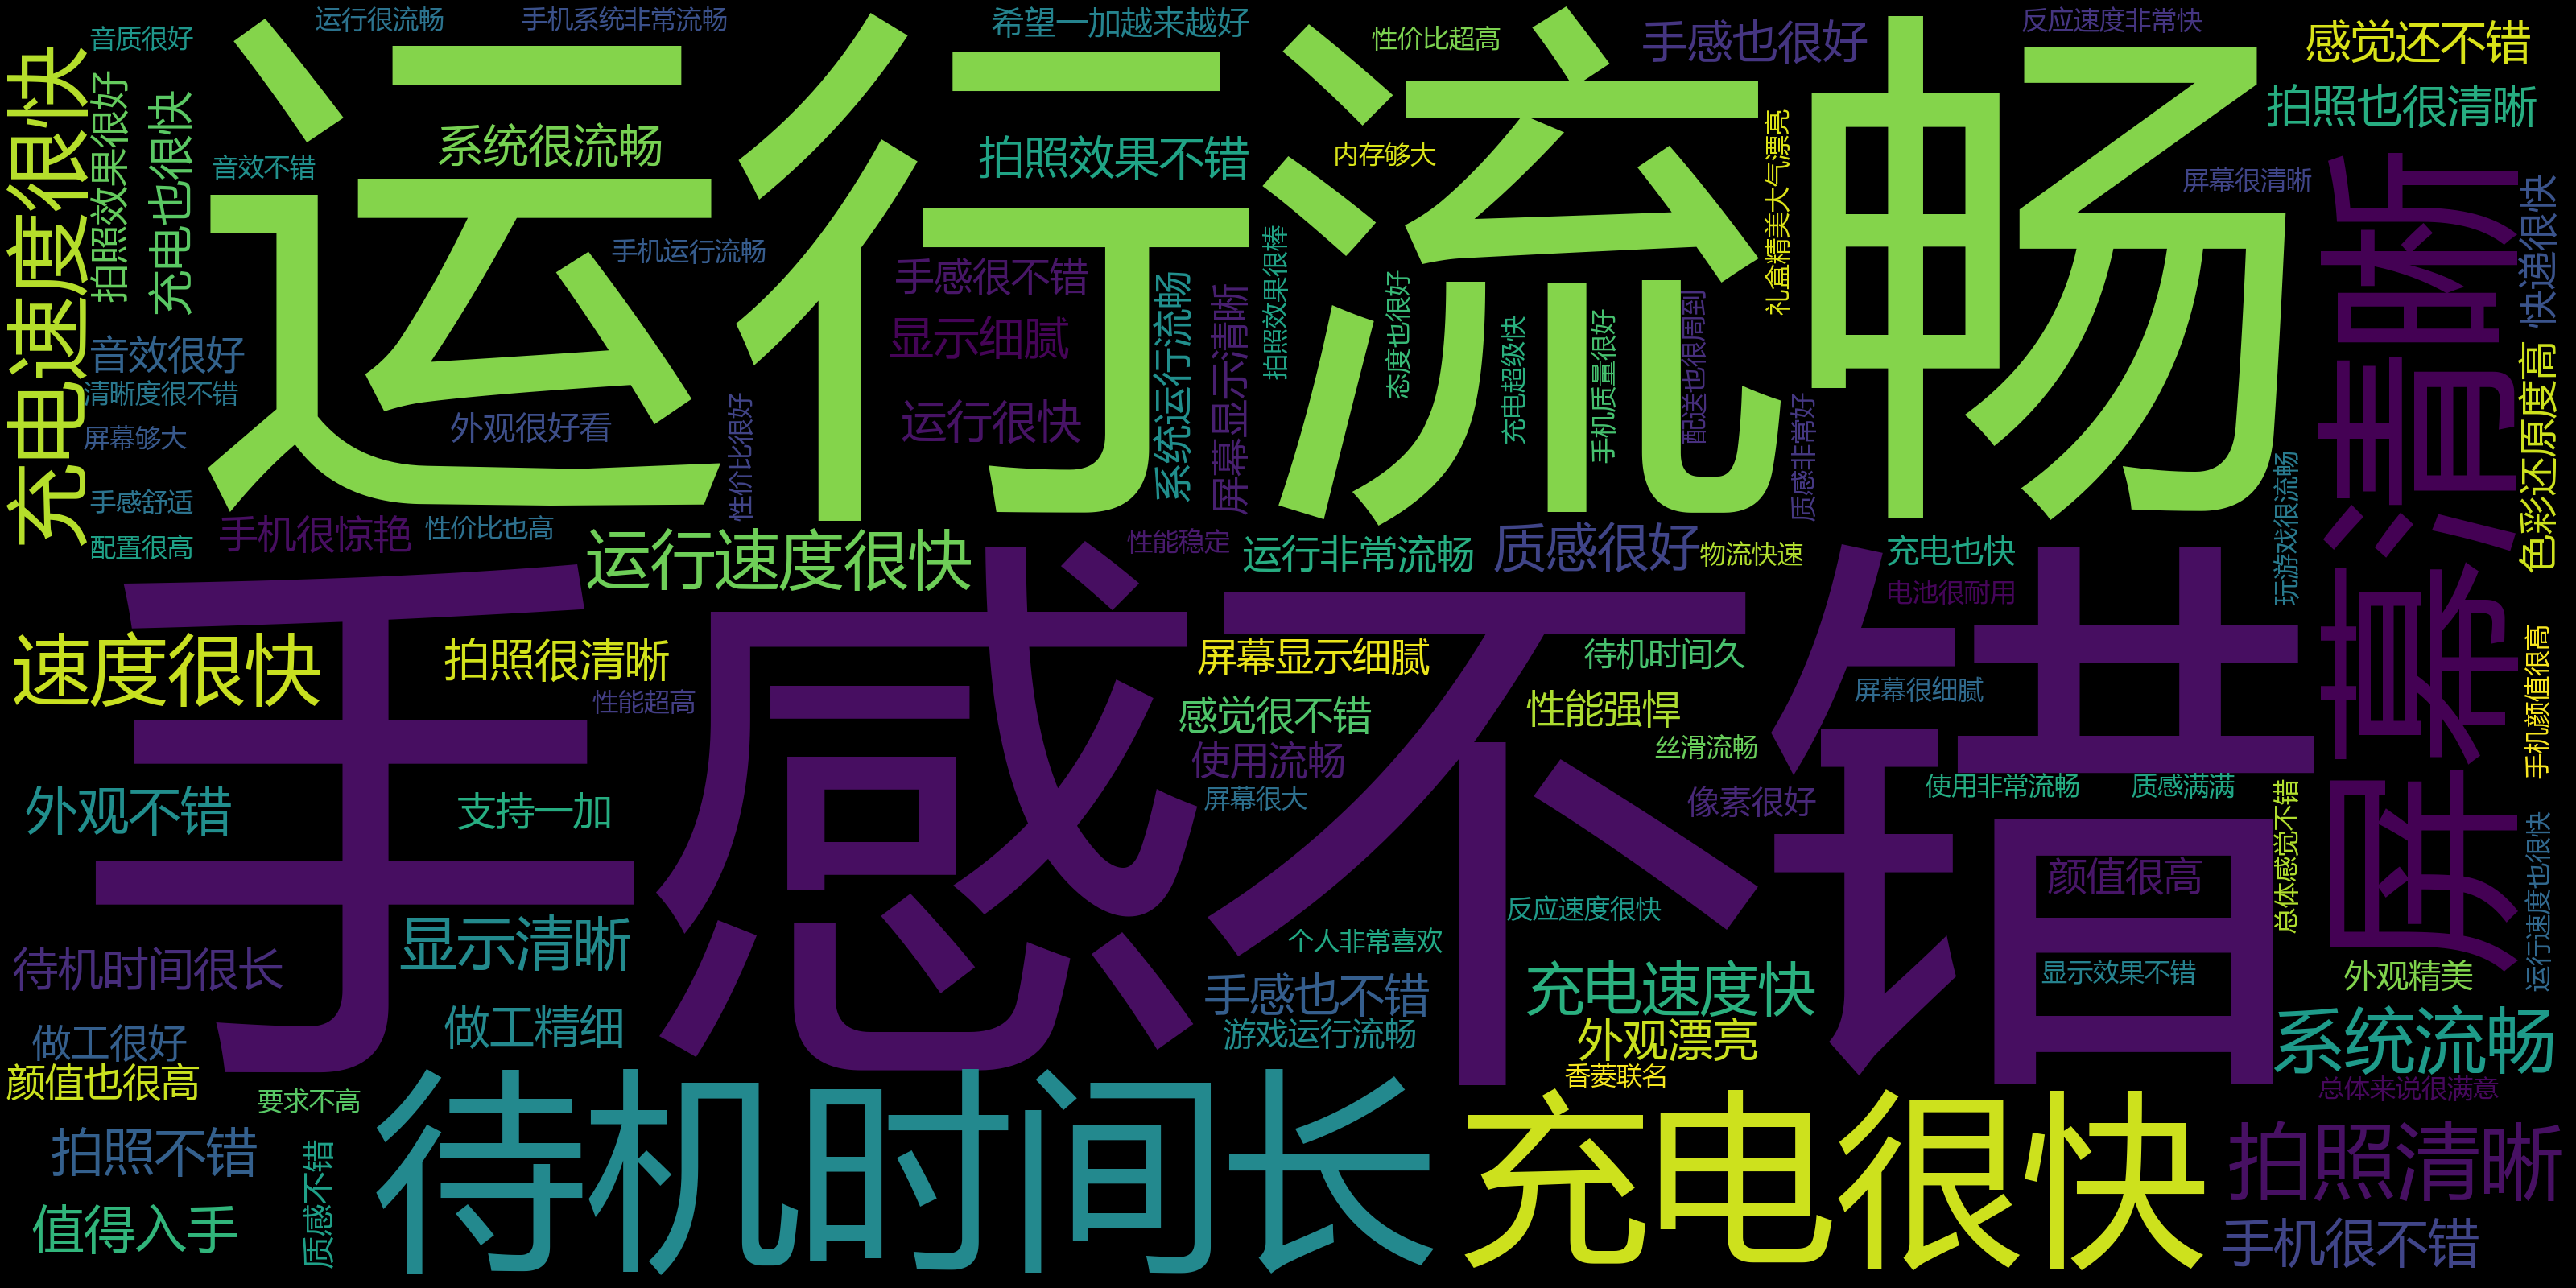 运行很流畅
手机系统非常流畅
希望一加越来越好
性价比超高
手感也很好
反应速度非常快
感觉还不错
音质很好
充电速度很快
拍照效果很好
充电也很快
运行流畅
系统很流畅
拍照效果不错
内存够大
礼盒精美大气漂亮
拍照也很清晰
音效不错
屏幕很清晰
屏幕清晰
快递很快
手机运行流畅
手感很不错
拍照效果很棒
系统运行流畅
屏幕显示清晰
态度也很好
充电超级快
手机质量很好
配送也很周到
显示细腻
音效很好
清晰度很不错
外观很好看
运行很快
性价比很好
质感非常好
色彩还原度高
屏幕够大
玩游戏很流畅
手感舒适
手机很惊艳
性价比也高
配置很高
运行速度很快
性能稳定
运行非常流畅
质感很好
物流快速
充电也快
电池很耐用
手感不错
速度很快
拍照很清晰
性能超高
屏幕显示细腻
待机时间久
屏幕很细腻
手机颜值很高
感觉很不错
性能强悍
使用流畅
丝滑流畅
外观不错
支持一加
屏幕很大
像素很好
使用非常流畅
质感满满
总体感觉不错
运行速度也很快
颜值很高
反应速度很快
显示清晰
个人非常喜欢
待机时间很长
手感也不错
充电速度快
显示效果不错
外观精美
做工精细
做工很好
游戏运行流畅
外观漂亮
系统流畅
颜值也很高
要求不高
香菱联名
总体来说很满意
待机时间长
充电很快
拍照不错
质感不错
拍照清晰
值得入手
手机很不错